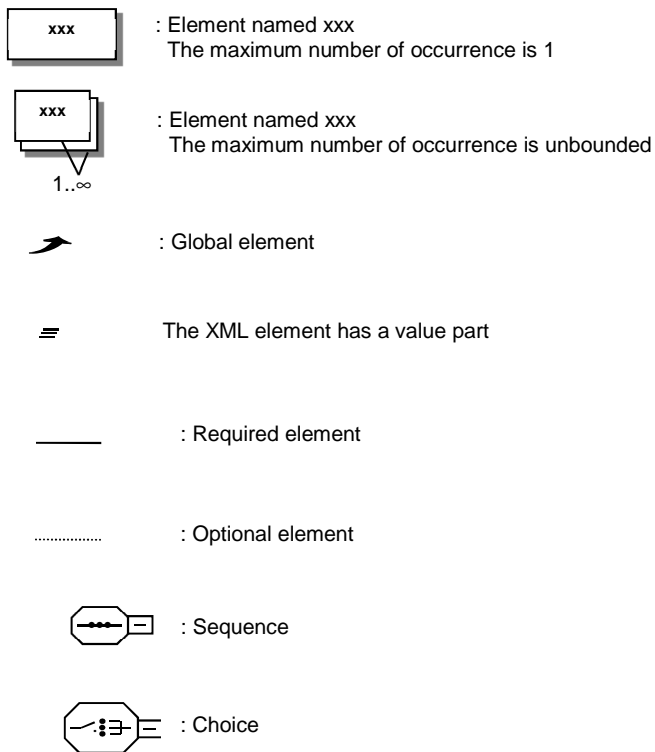 xxx
: Element named xxx
The maximum number of occurrence is 1
xxx
: Element named xxx
The maximum number of occurrence is unbounded
1..∞
: Global element
The XML element has a value part
: Required element
: Optional element
: Sequence
: Choice